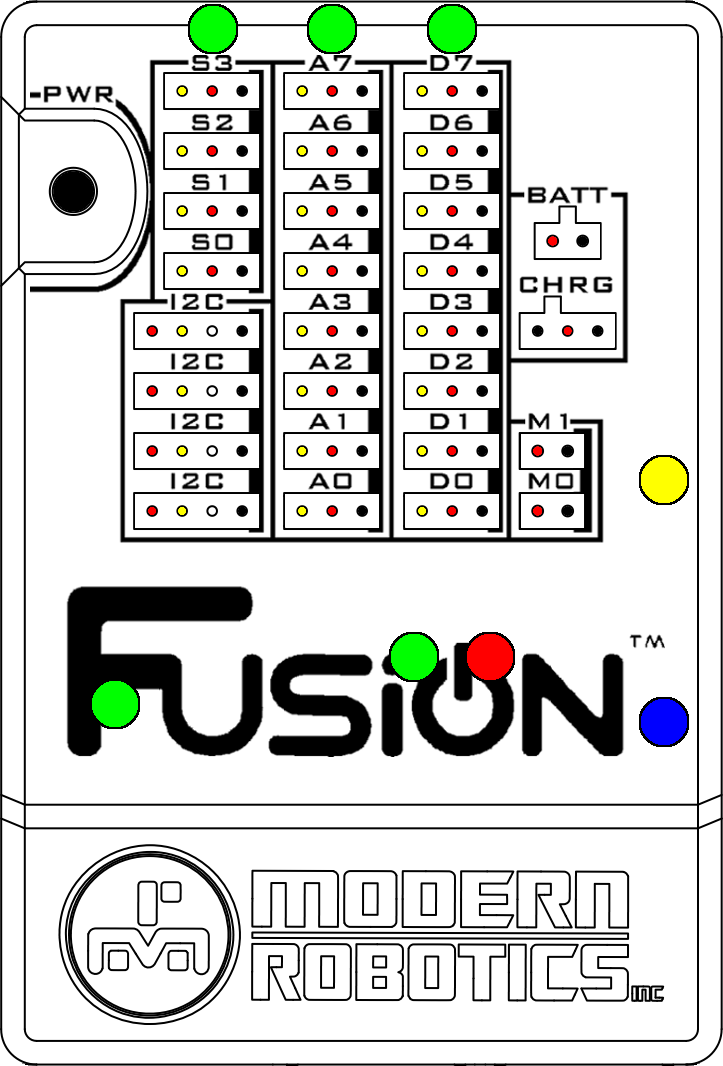 S3 A7 D7
PWR
S2 A6 D6
S1 A5 D5
BATT
S0 A4 D4
CHRG
I2C A3 D3
I2C A2 D2
I2C A1 D1 M1
I2C A0 D0 M0
FUSiON™
MODERN
ROBOTICS INC